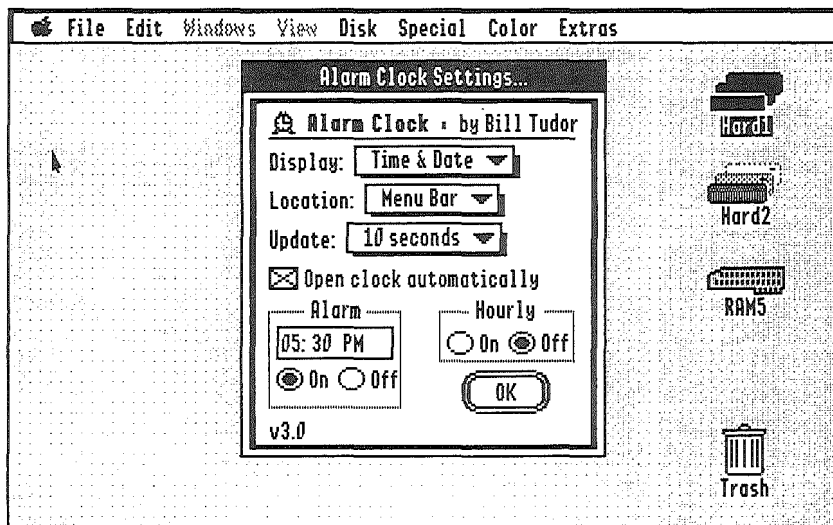 File Edit Windows View Disk Special Color Extras
Alarm Clock Settings...
Alarm Clock : by Bill Tudor
Display: Time & Date
Location: Menu Bar
Update: 10 seconds
Open clock automatically
Alarm
05:30 PM
On Off
Hourly
On Off
OK
v3.0
Hard1
Hard2
RAM5
Trash